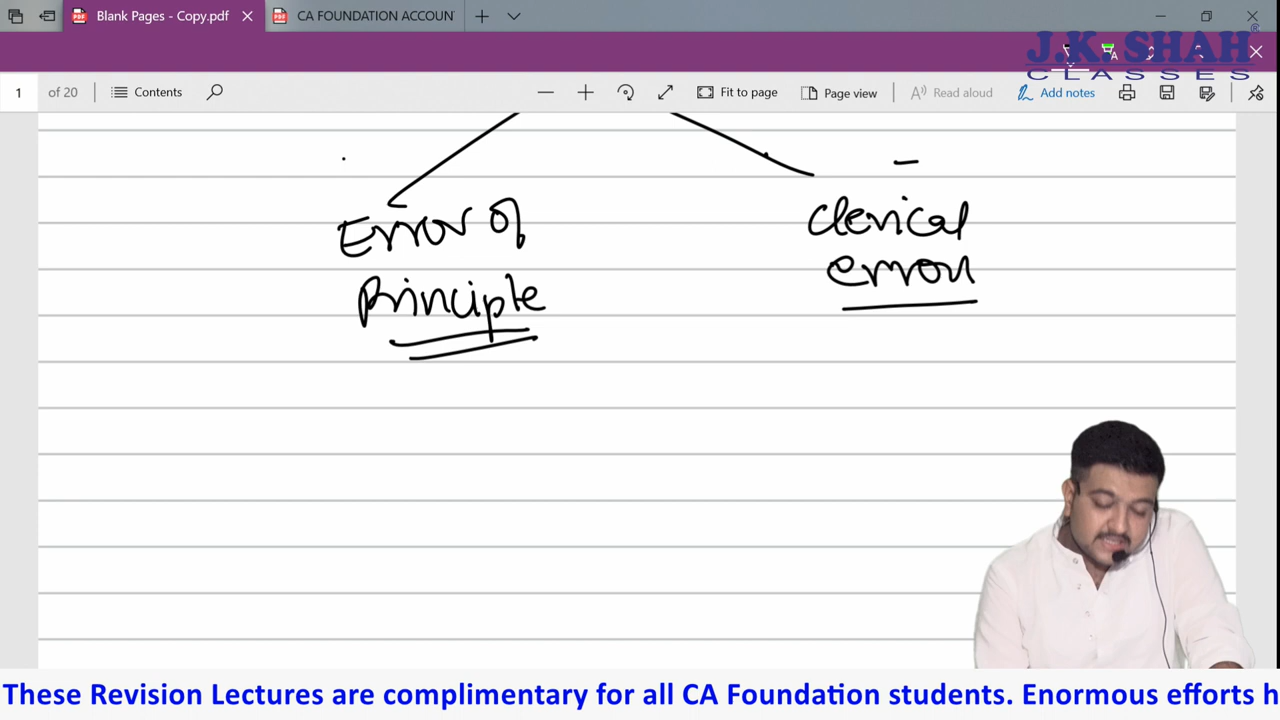 Blank Pages - Copy.pdf
CA FOUNDATION ACCOUN
J.K. SHAH®
CLASSES
1 of 20
Contents
Fit to page
Page view
Read aloud
Add notes
Error of
Principle
Clerical
error
These Revision Lectures are complimentary for all CA Foundation students. Enormous efforts h